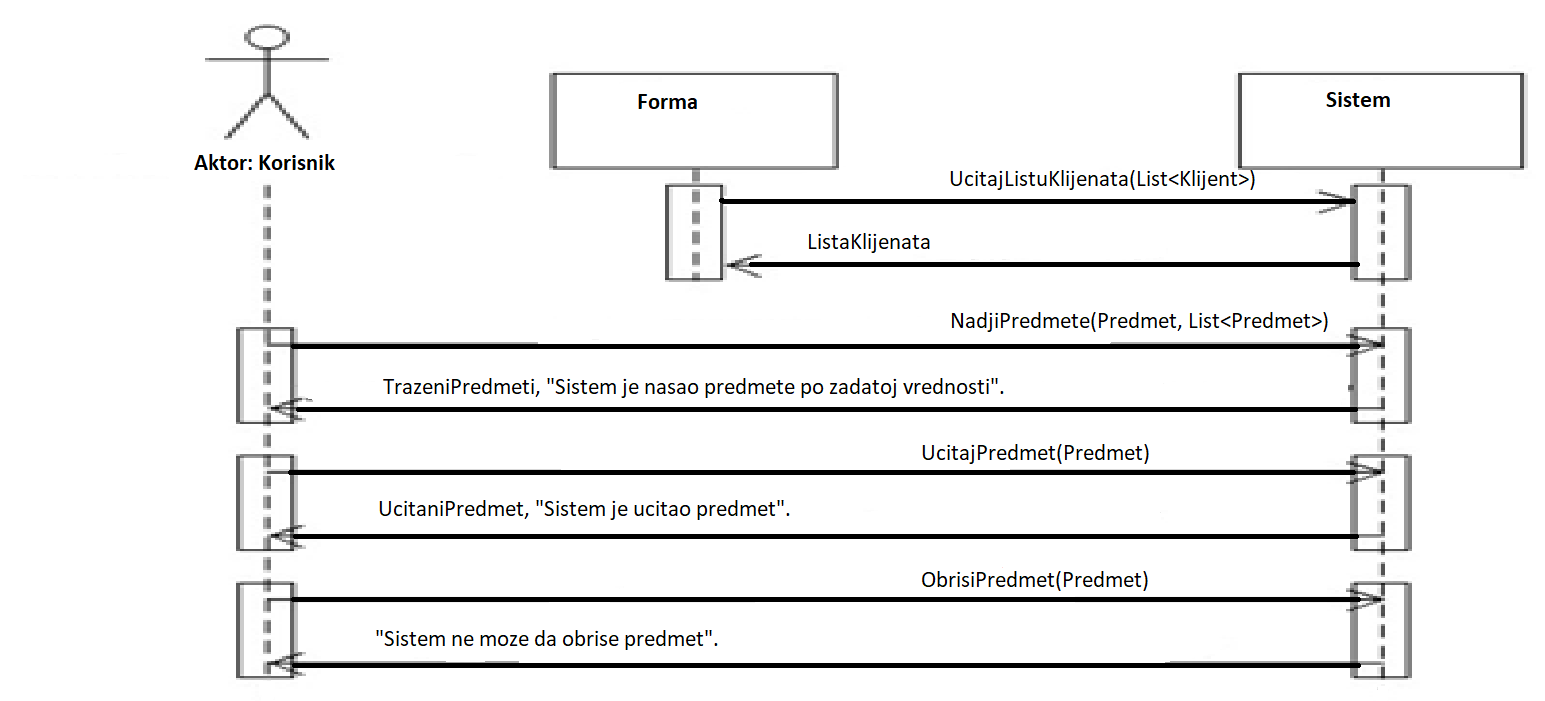 Forma
Sistem
Aktor: Korisnik
UcitajListuKlijenata(List<Klijent>)
ListaKlijenata
NadjiPredmete(Predmet, List<Predmet>)
TrazeniPredmeti, "Sistem je nasao predmete po zadatoj vrednosti".
UcitajPredmet(Predmet)
UcitaniPredmet, "Sistem je ucitao predmet".
ObrisiPredmet(Predmet)
"Sistem ne moze da obrise predmet".